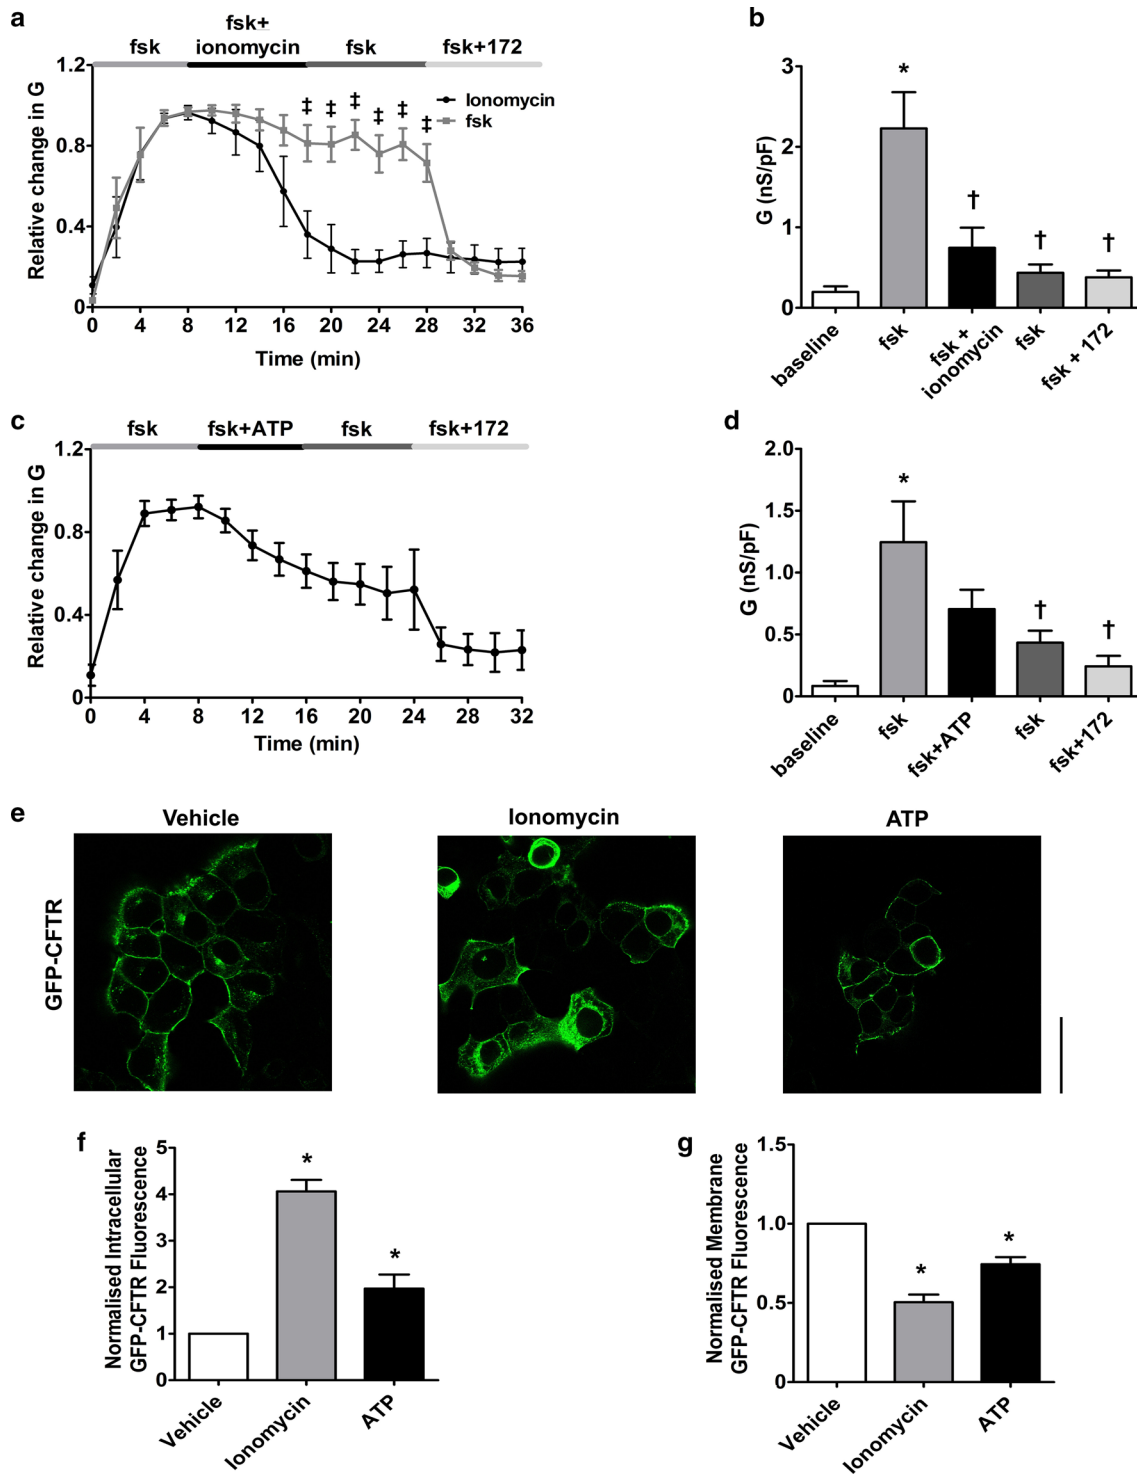 a
fsk
fsk+
ionomycin
fsk
fsk+172
1.2
0.8
0.4
0
Relative change in G
‡ ‡ ‡ ‡ ‡ ‡
Ionomycin
fsk
0 4 8 12 16 20 24 28 32 36
Time (min)
b
3
2
1
0
G (nS/pF)
*
†
†
†
baseline
fsk
fsk +
ionomycin
fsk
fsk + 172
c
fsk
fsk+ATP
fsk
fsk+172
1.2
0.8
0.4
0
Relative change in G
0 4 8 12 16 20 24 28 32
Time (min)
d
2.0
1.5
1.0
0.5
0
G (nS/pF)
*
†
†
baseline
fsk
fsk+ATP
fsk
fsk+172
e
Vehicle
Ionomycin
ATP
GFP-CFTR
f
5
4
3
2
1
0
Normalised Intracellular
GFP-CFTR Fluorescence
*
*
Vehicle
Ionomycin
ATP
g
1.5
1.0
0.5
0
Normalised Membrane
GFP-CFTR Fluorescence
*
*
Vehicle
Ionomycin
ATP